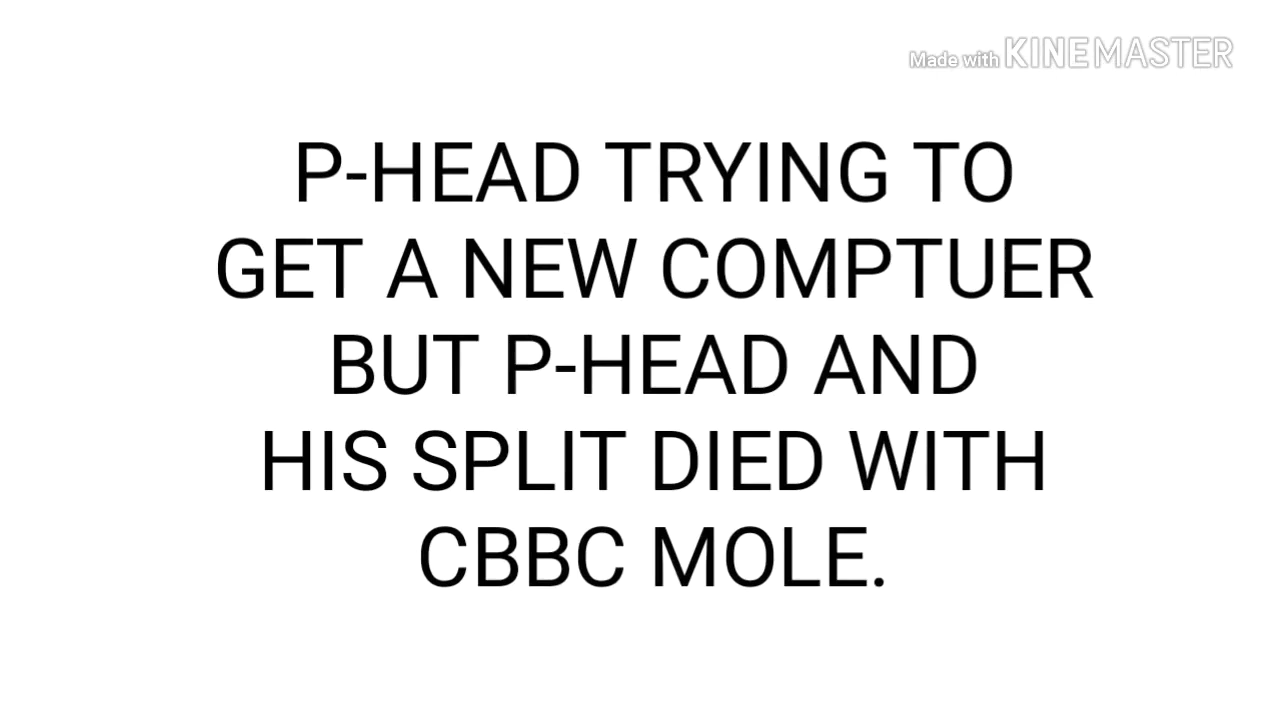 Made with KINEMASTER
P-HEAD TRYING TO
GET A NEW COMPTUER
BUT P-HEAD AND
HIS SPLIT DIED WITH
CBBC MOLE.